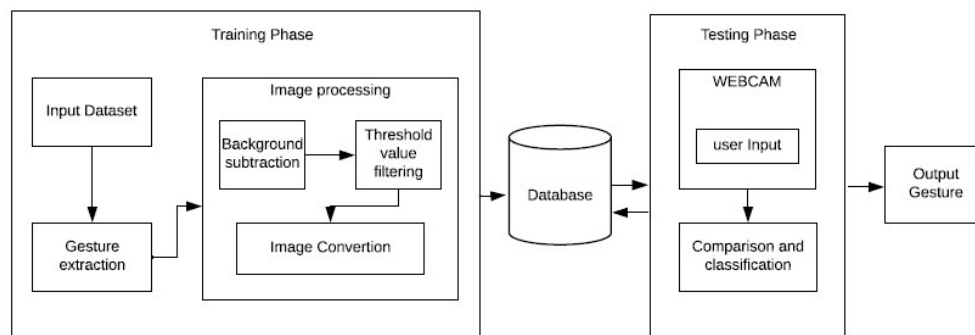 Training Phase
Input Dataset
Gesture
extraction
Image processing
Background
subtraction
Threshold
value
filtering
Image Convertion
Database
Testing Phase
WEBCAM
user Input
Comparison and
classification
Output
Gesture